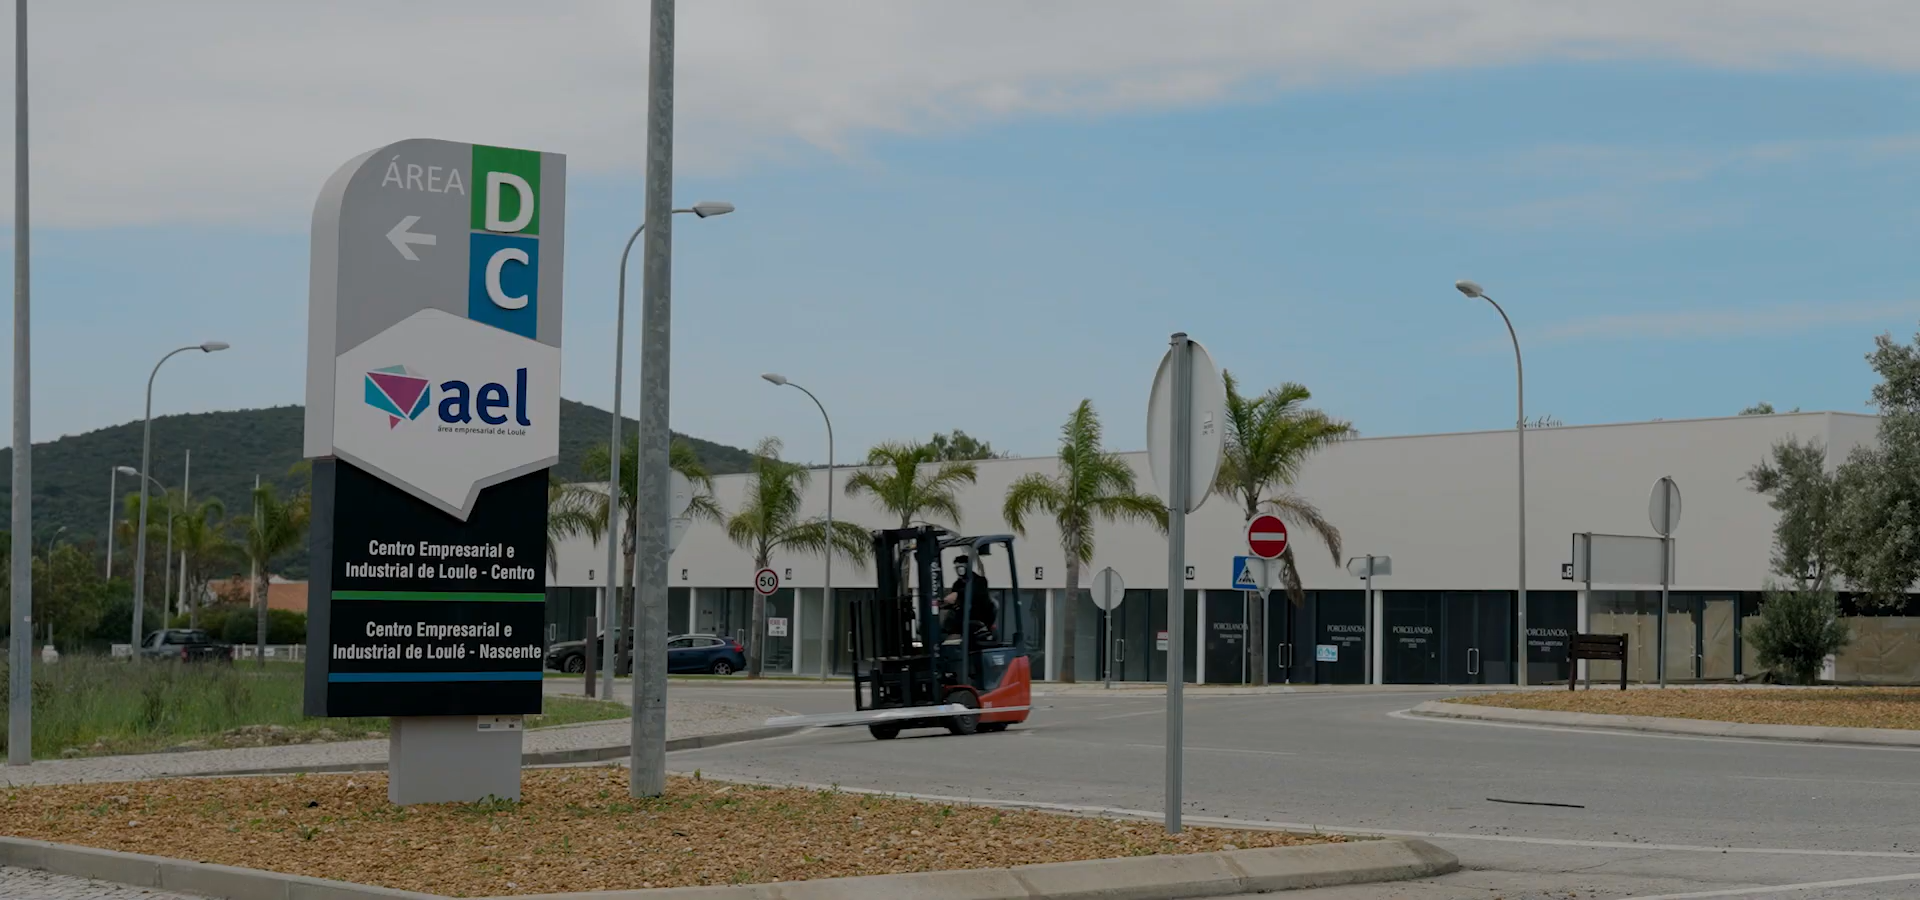 ÁREA D
C
ael
área empresarial de Loulé
Centro Empresarial e
Industrial de Loule - Centro
Centro Empresarial e
Industrial de Loulé - Nascente
50
PORCELANOSA
PORCELANOSA
PORCELANOSA
PORCELANOSA
E
D
B